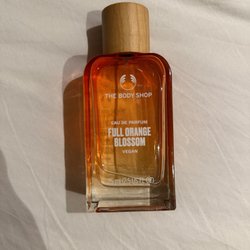 THE BODY SHOP
EAU DE PARFUM
FULL ORANGE
BLOSSOM
VEGAN